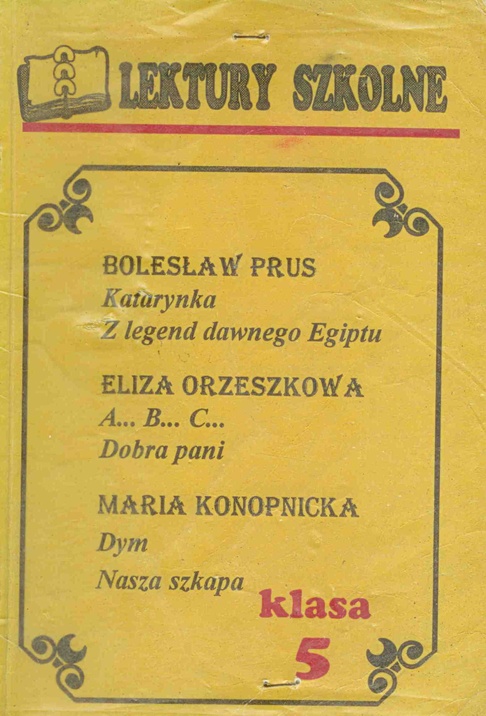 LEKTURY SZKOLNE
BOLESŁAW PRUS
Katarynka
Z legend dawnego Egiptu
ELIZA ORZESZKOWA
A... B... C...
Dobra pani
MARIA KONOPNICKA
Dym
Nasza szkapa
klasa
5